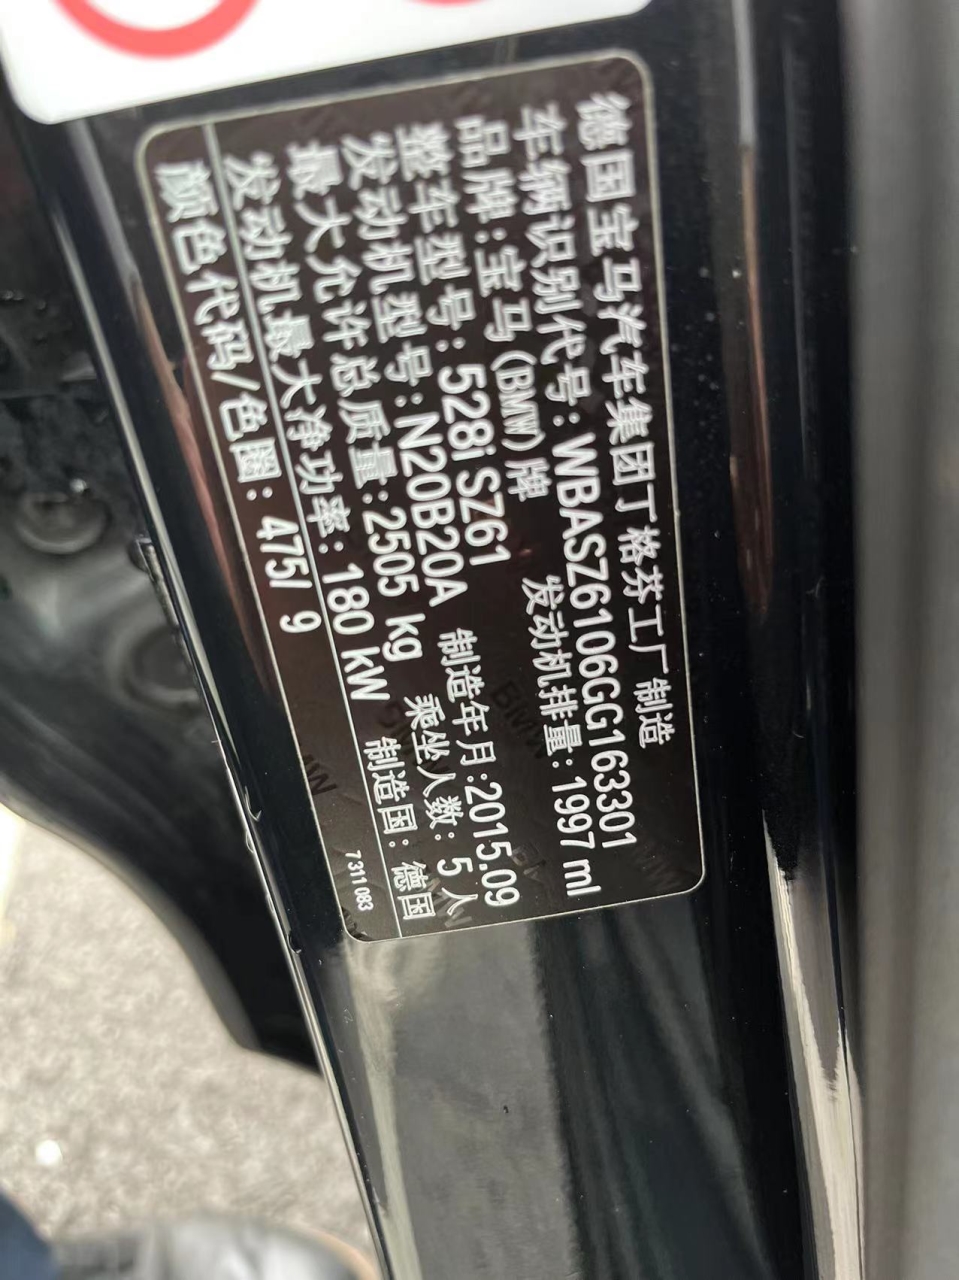 德国宝马汽车集团丁格芬工厂 制造
车辆识别代号: WBASZ6106GG163301
品牌:宝马(BMW)牌 发动机排量: 1997 ml
整车型号: 528i SZ61
发动机型号: N20B20A 制造年月:2015.09
最大允许总质量:2505 kg 乘坐人数: 5 人
发动机最大净功率: 180 kW 制造国: 德国
颜色代码/色圈: 475/ 9
7 311 083